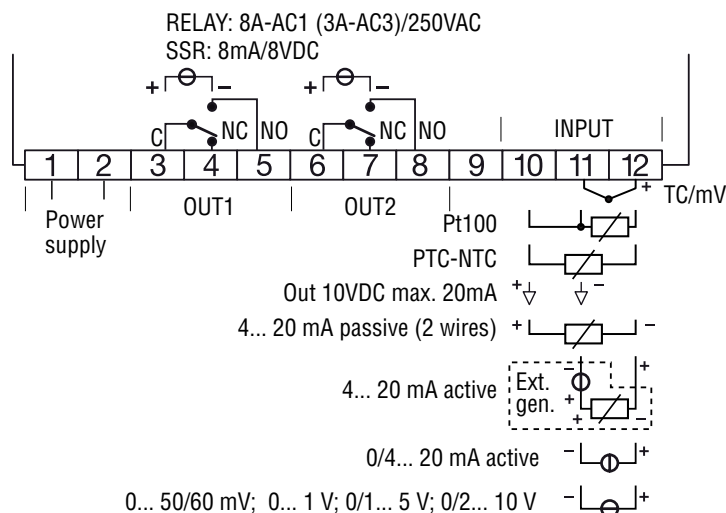 RELAY: 8A-AC1 (3A-AC3)/250VAC
SSR: 8mA/8VDC
+ − + −
C NC NO C NC NO INPUT
1 2 3 4 5 6 7 8 9 10 11 12
Power supply OUT1 OUT2 + TC/mV
Pt100
PTC-NTC
Out 10VDC max. 20mA + −
4... 20 mA passive (2 wires) + −
4... 20 mA active Ext. gen. − + + + −
0/4... 20 mA active − +
0... 50/60 mV; 0... 1 V; 0/1... 5 V; 0/2... 10 V − +